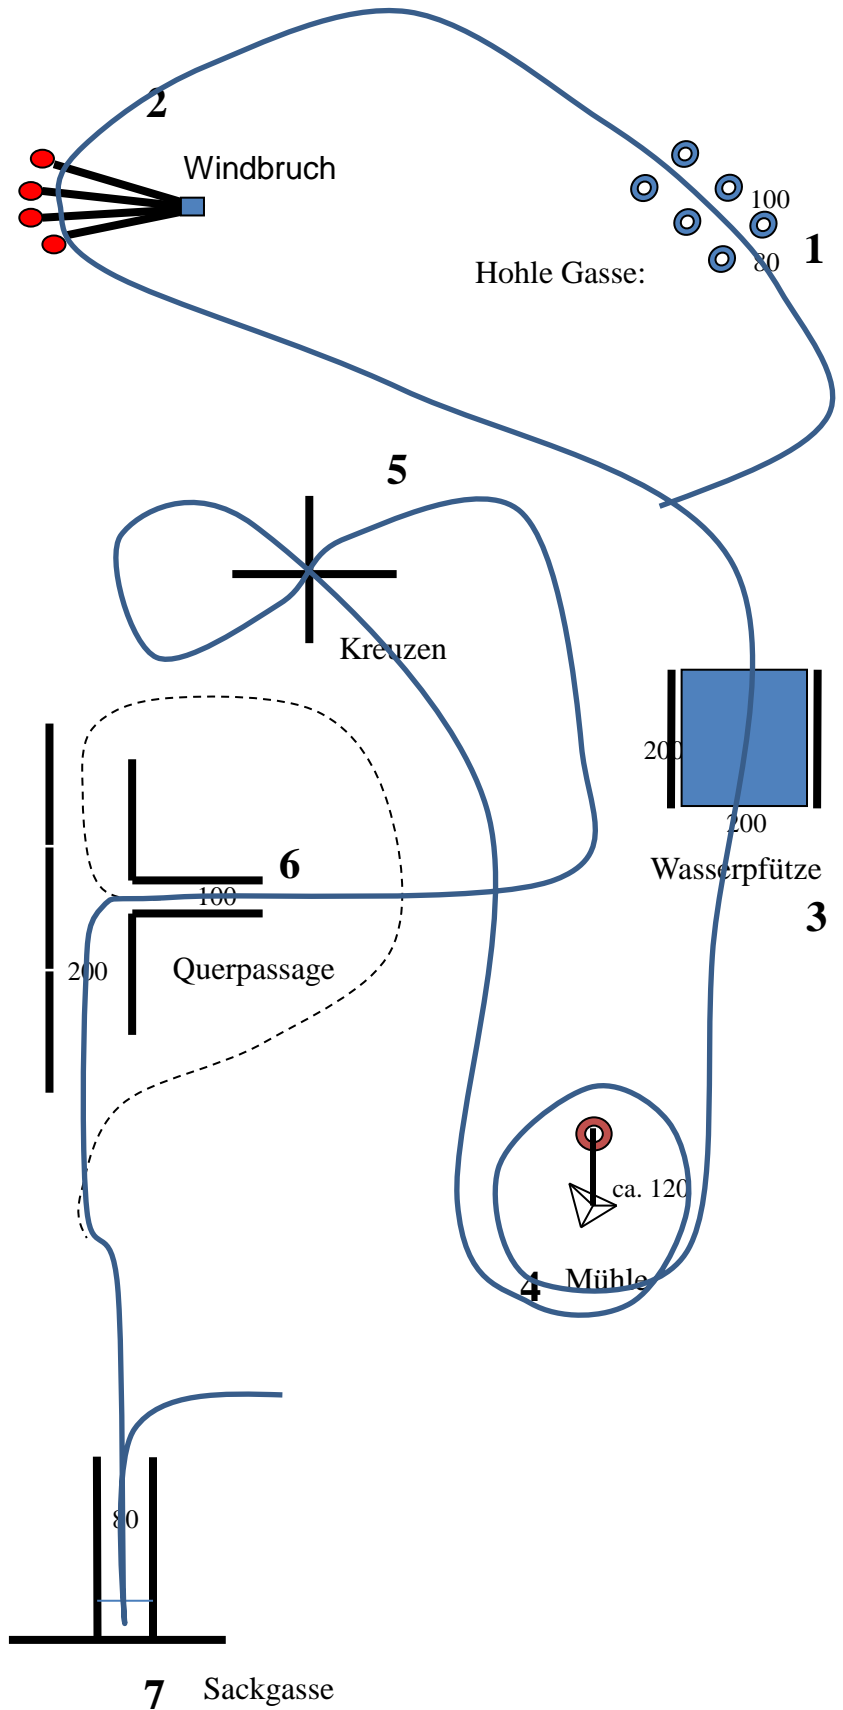 2
Windbruch
100
1
80
Hohle Gasse:
5
Kreuzen
200
200
Wasserpfütze
3
6
100
Querpassage
200
ca. 120
4 Mühle
80
7 Sackgasse